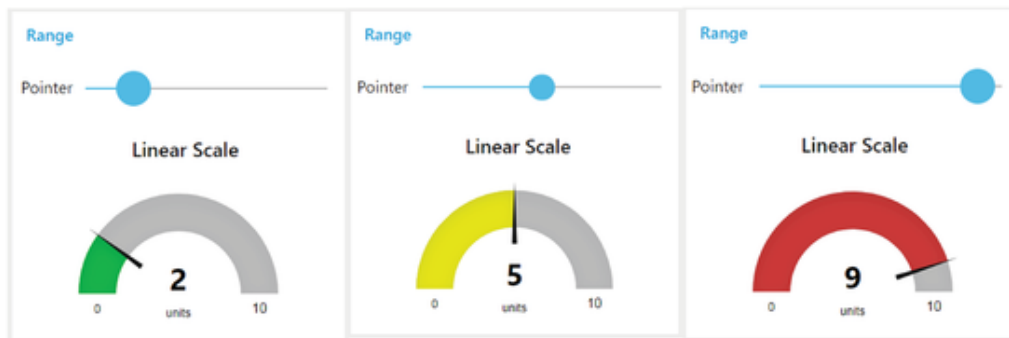 Range
Pointer
Linear Scale
2
0 units 10
Range
Pointer
Linear Scale
5
0 units 10
Range
Pointer
Linear Scale
9
0 units 10